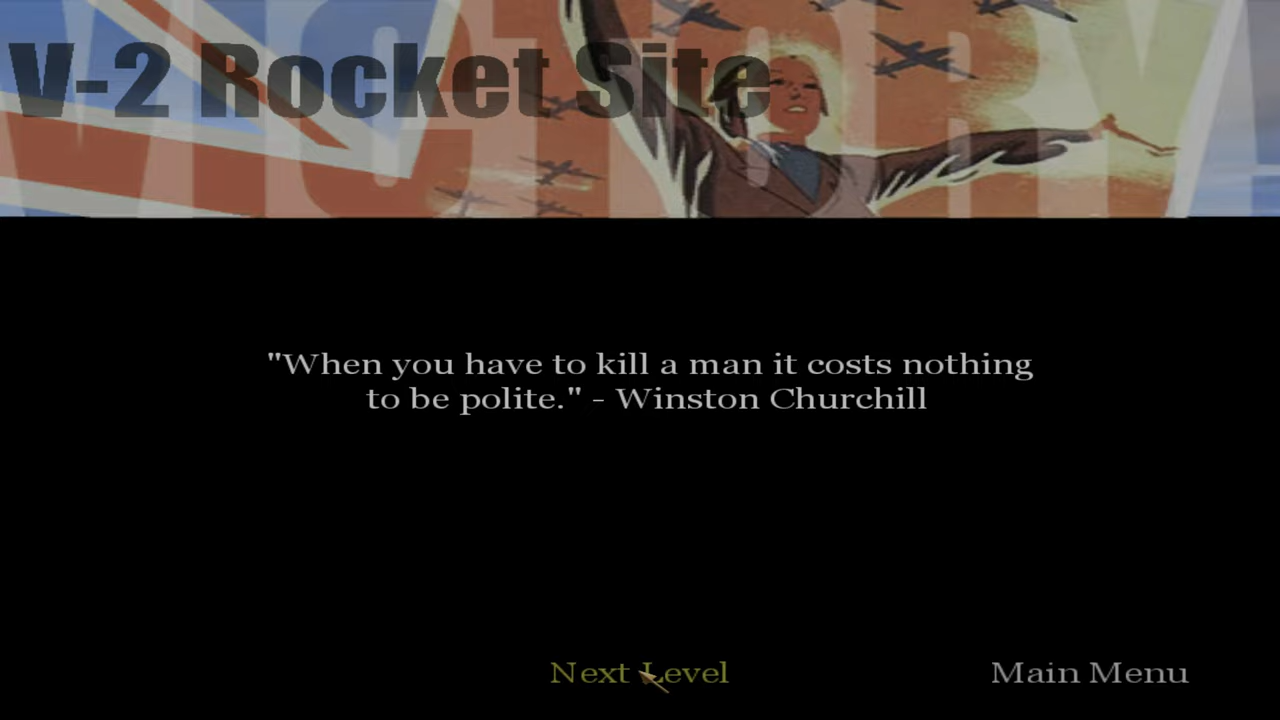 VICTORY
V-2 Rocket Site
"When you have to kill a man it costs nothing
to be polite." - Winston Churchill
Next Level
Main Menu